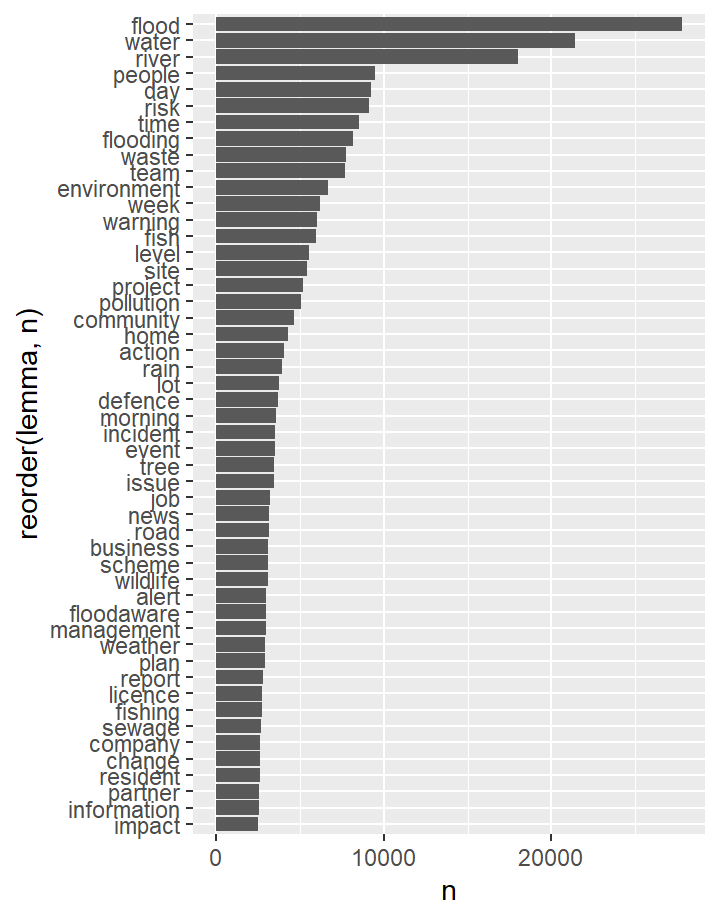 flood
water
river
people
day
risk
time
flooding
waste
team
environment
week
warning
fish
level
site
project
pollution
community
home
action
rain
lot
defence
morning
incident
event
tree
issue
job
news
road
business
scheme
wildlife
alert
floodaware
management
weather
plan
report
licence
fishing
sewage
company
change
resident
partner
information
impact
reorder(lemma, n)
0 10000 20000
n